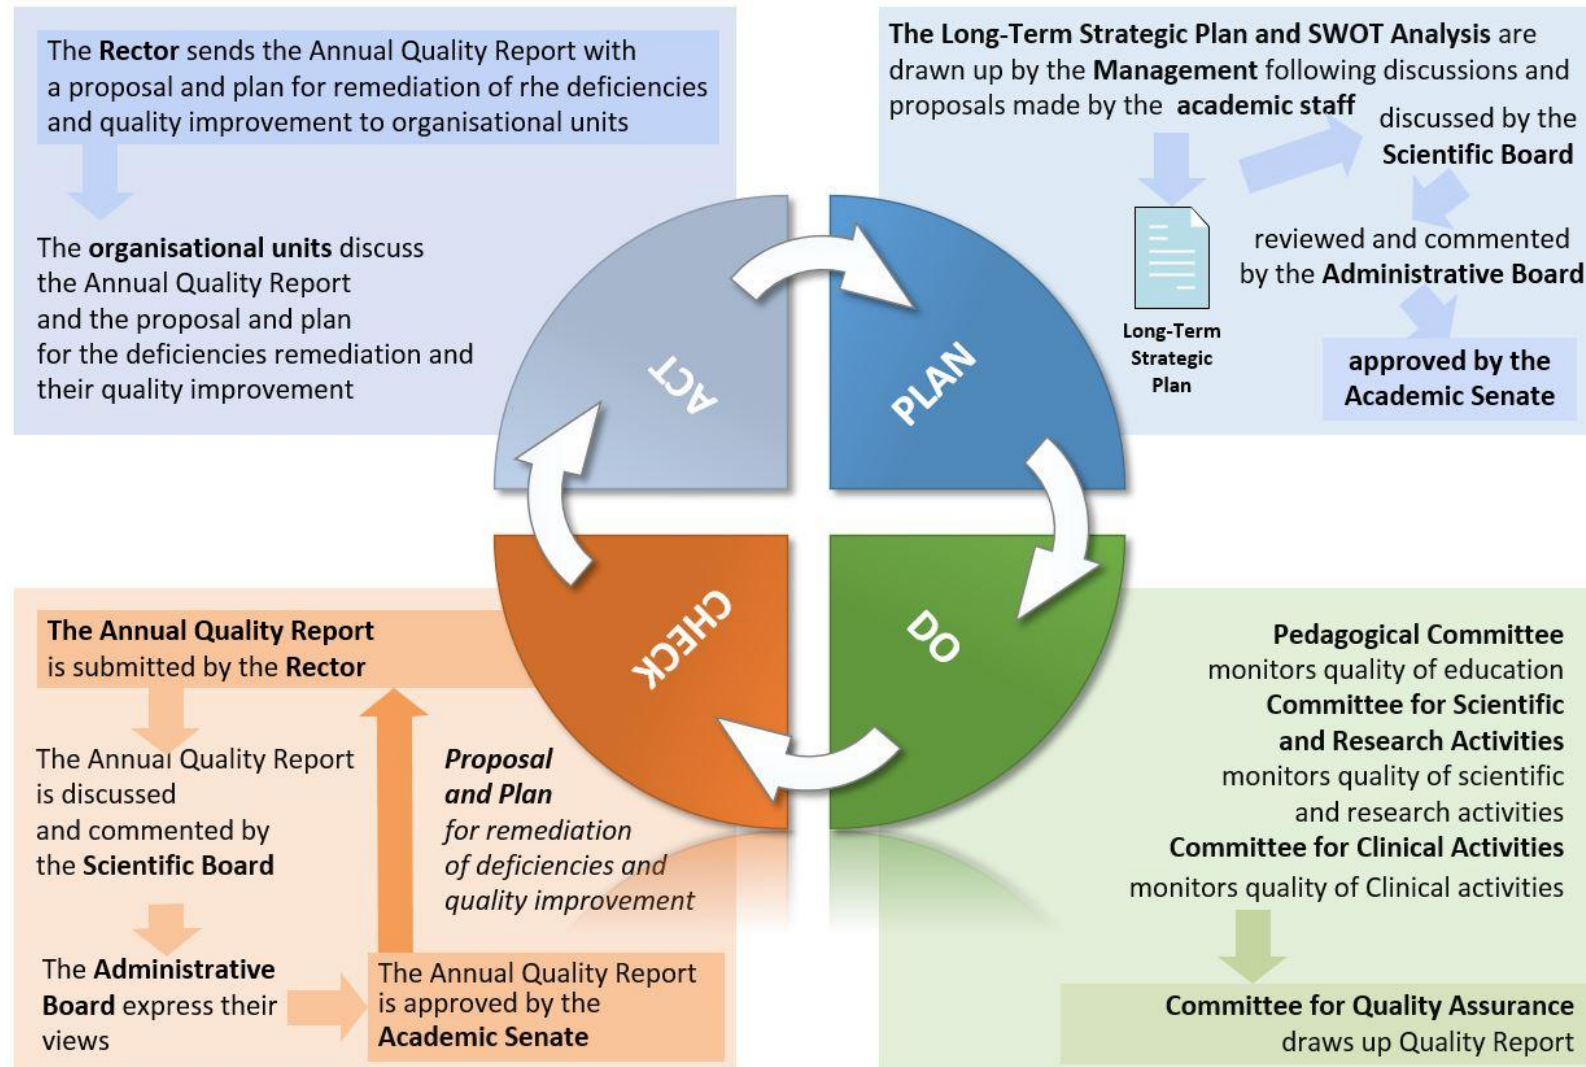 The Rector sends the Annual Quality Report with
a proposal and plan for remediation of rhe deficiencies
and quality improvement to organisational units
The organisational units discuss
the Annual Quality Report
and the proposal and plan
for the deficiencies remediation and
their quality improvement
The Long-Term Strategic Plan and SWOT Analysis are
drawn up by the Management following discussions and
proposals made by the academic staff
discussed by the
Scientific Board
reviewed and commented
by the Administrative Board
Long-Term
Strategic
Plan
approved by the
Academic Senate
ACT
PLAN
CHECK
DO
The Annual Quality Report
is submitted by the Rector
The Annual Quality Report
is discussed
and commented by
the Scientific Board
The Administrative
Board express their
views
Proposal
and Plan
for remediation
of deficiencies and
quality improvement
The Annual Quality Report
is approved by the
Academic Senate
Pedagogical Committee
monitors quality of education
Committee for Scientific
and Research Activities
monitors quality of scientific
and research activities
Committee for Clinical Activities
monitors quality of Clinical activities
Committee for Quality Assurance
draws up Quality Report